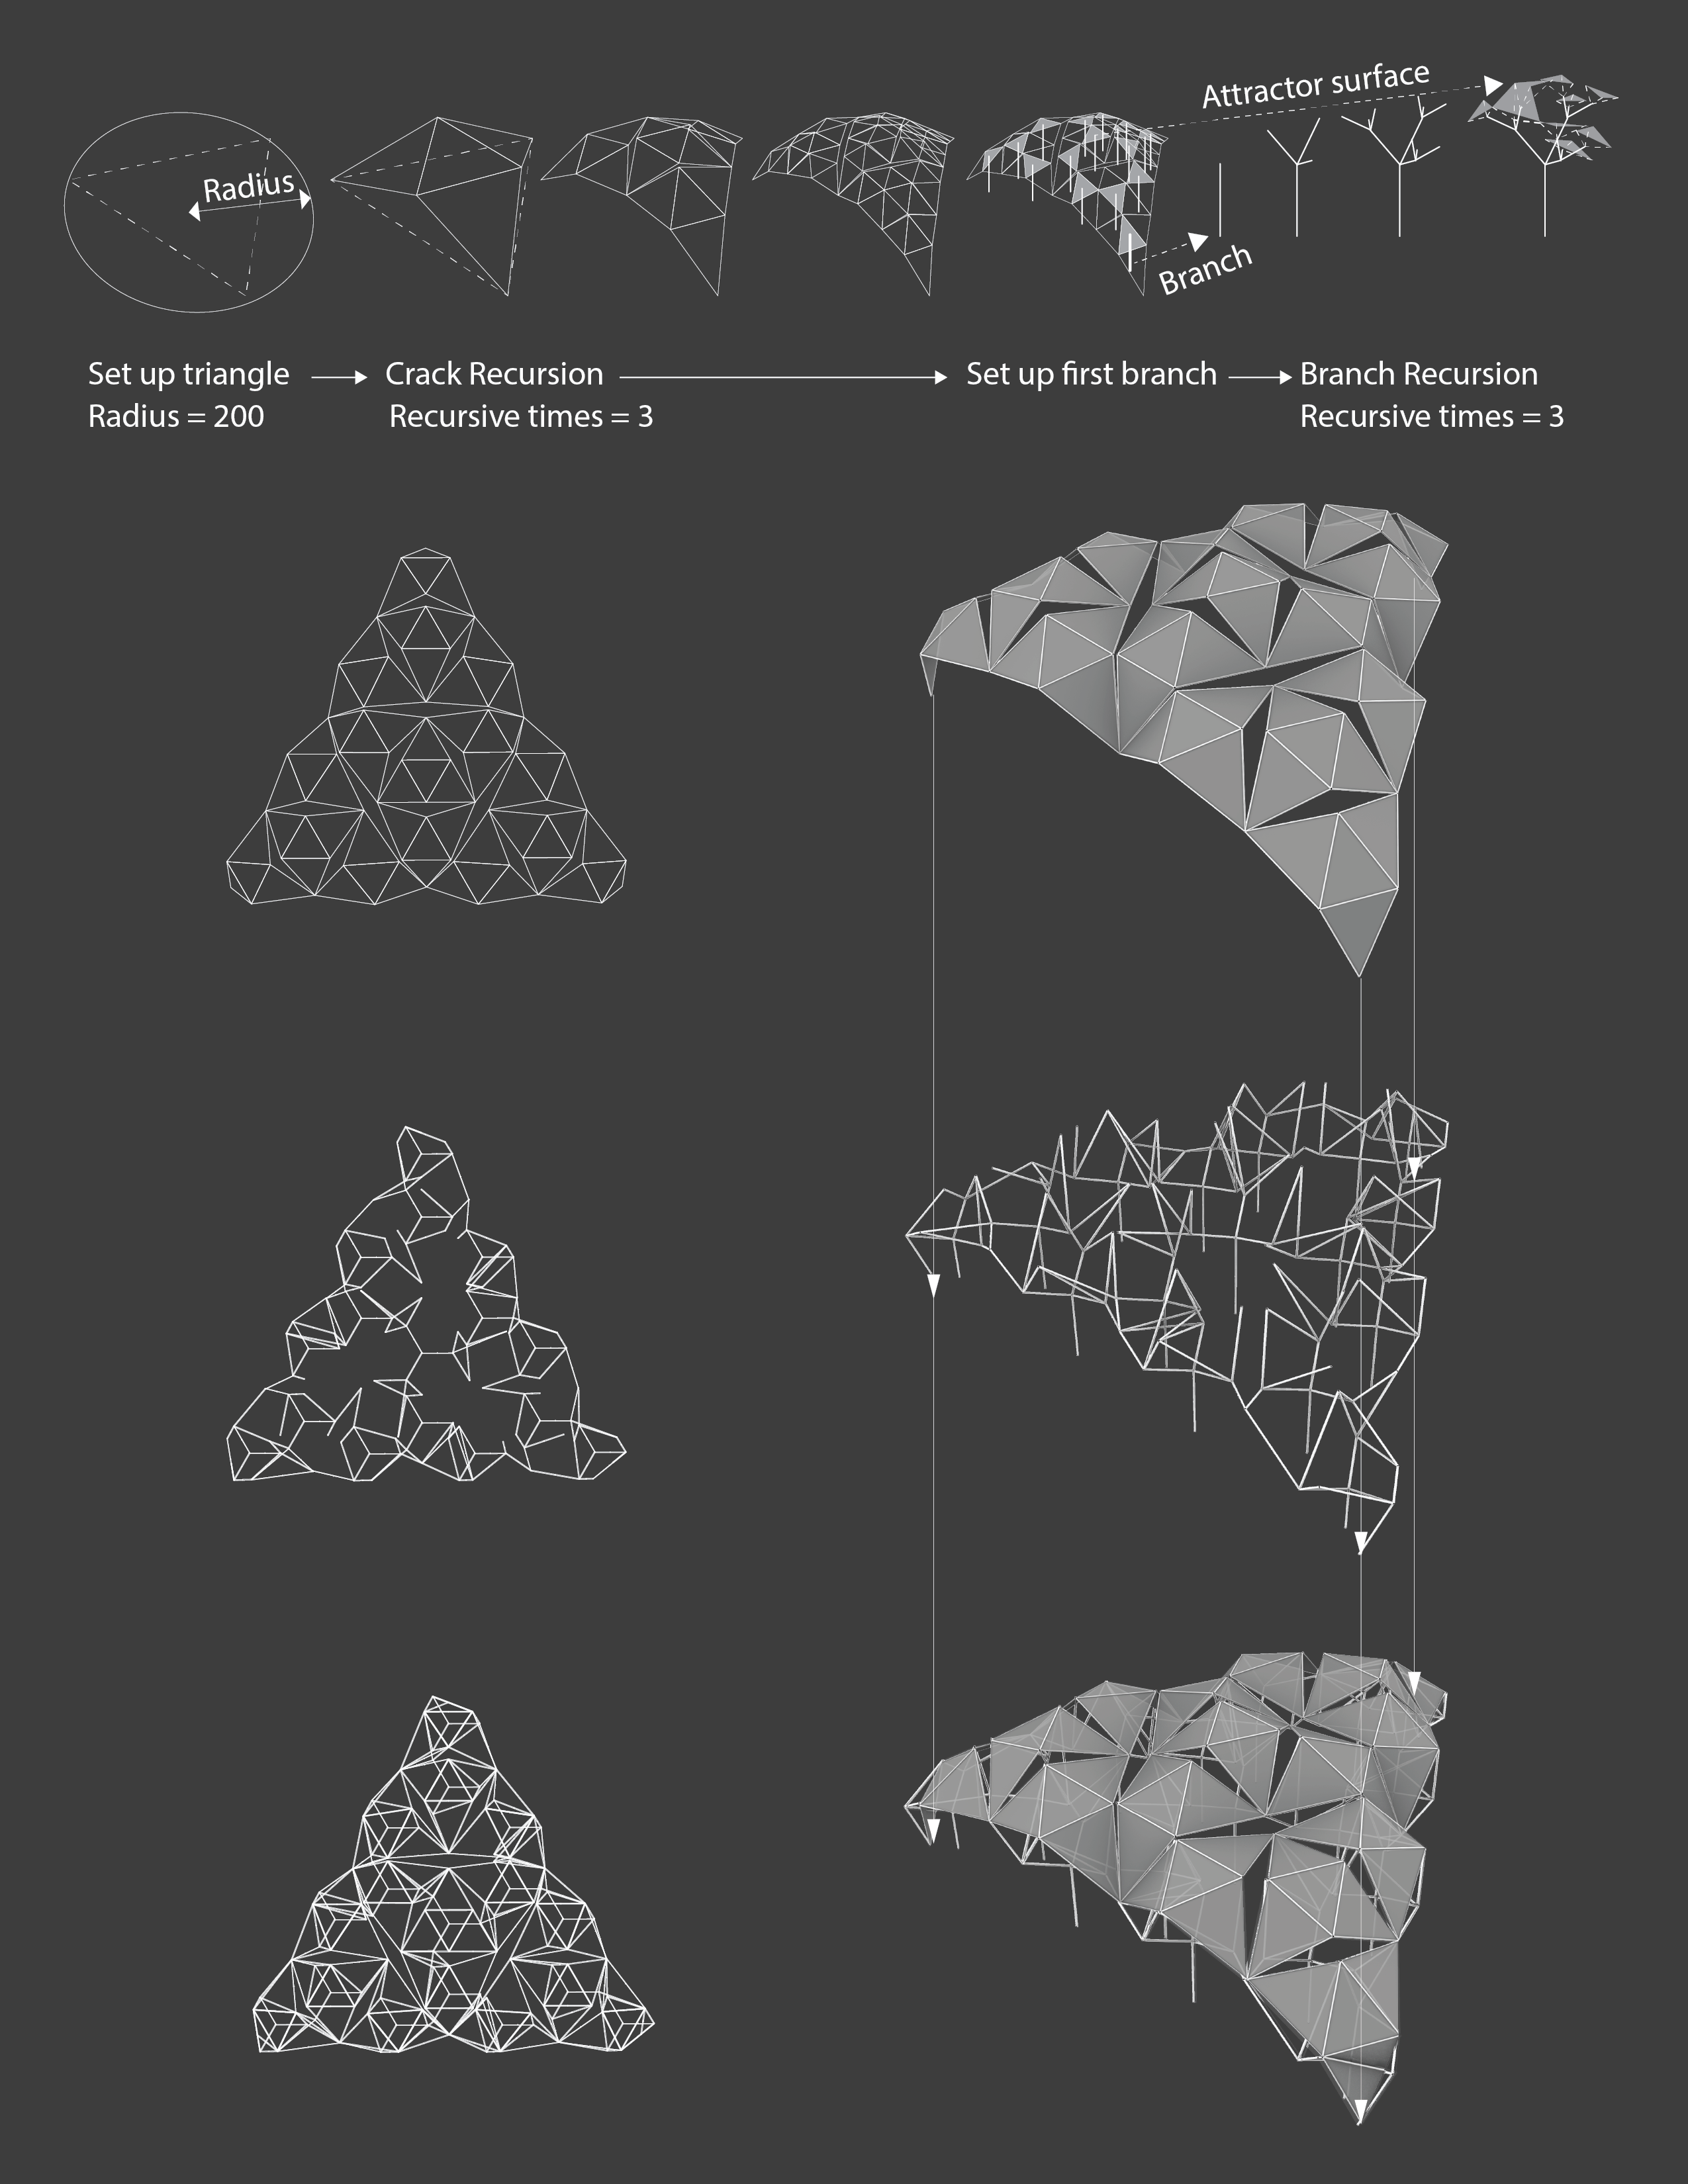 Attractor surface
Radius
Branch
Set up triangle
Crack Recursion
Set up first branch
Branch Recursion
Radius = 200
Recursive times = 3
Recursive times = 3